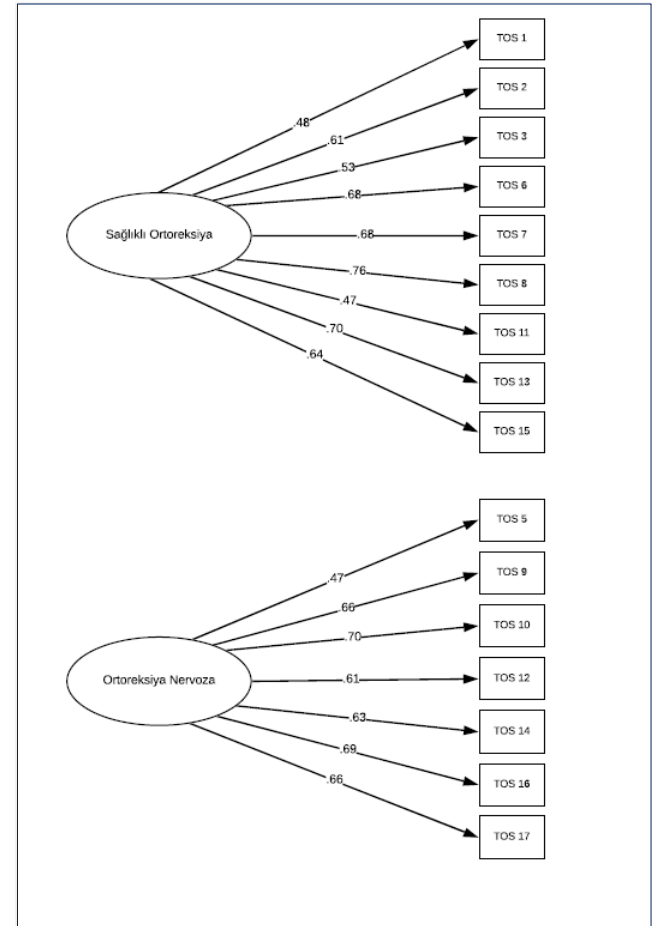 TOS 1
.48
TOS 2
.61
TOS 3
.53
TOS 6
.68
Sağlıklı Ortoreksiya
.68
TOS 7
.76
TOS 8
.47
TOS 11
.70
TOS 13
.64
TOS 15
TOS 5
.47
TOS 9
.66
TOS 10
.70
Ortoreksiya Nervoza
.61
TOS 12
.63
TOS 14
.69
TOS 16
.66
TOS 17